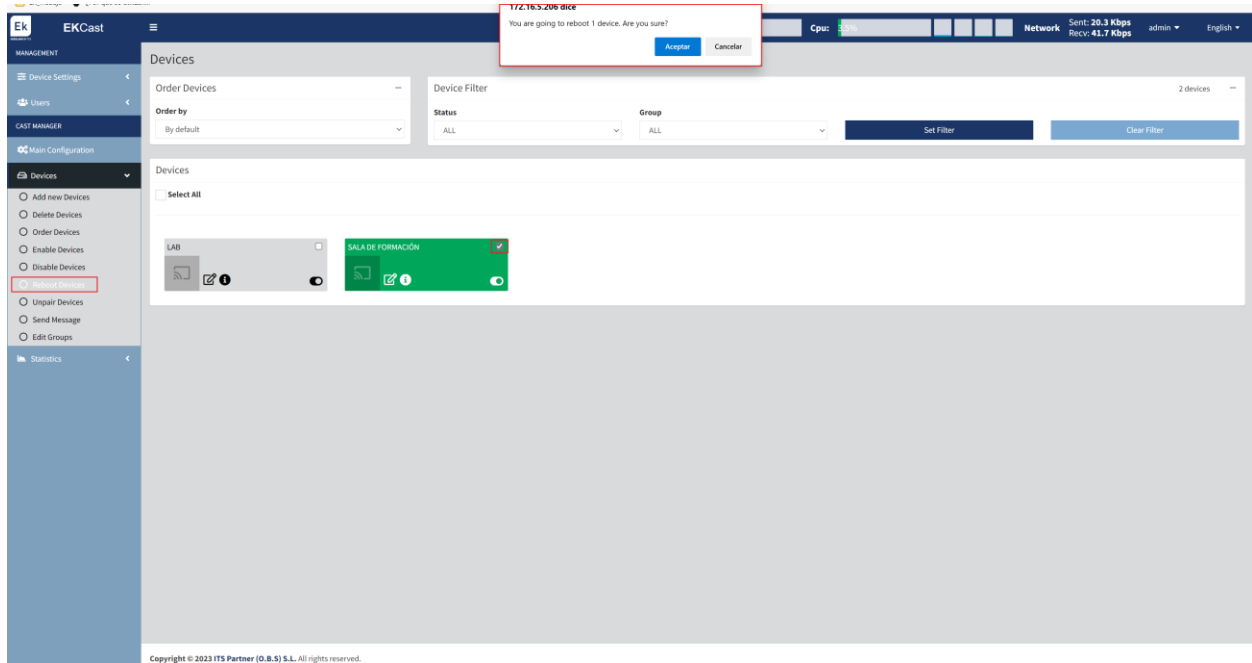 172.16.5.206 dice
You are going to reboot 1 device. Are you sure?
Aceptar Cancelar
Ek EKCast
Cpu: 3.5%
Network Sent: 20.3 Kbps
Recv: 41.7 Kbps
admin English
MANAGEMENT
Device Settings
Users
CAST MANAGER
Main Configuration
Devices
Add new Devices
Delete Devices
Order Devices
Enable Devices
Disable Devices
Reboot Devices
Unpair Devices
Send Message
Edit Groups
Statistics
Devices
Order Devices
Order by
By default
Device Filter 2 devices
Status Group
ALL ALL Set Filter Clear Filter
Devices
Select All
LAB
SALA DE FORMACIÓN
Copyright © 2023 ITS Partner (O.B.S) S.L. All rights reserved.